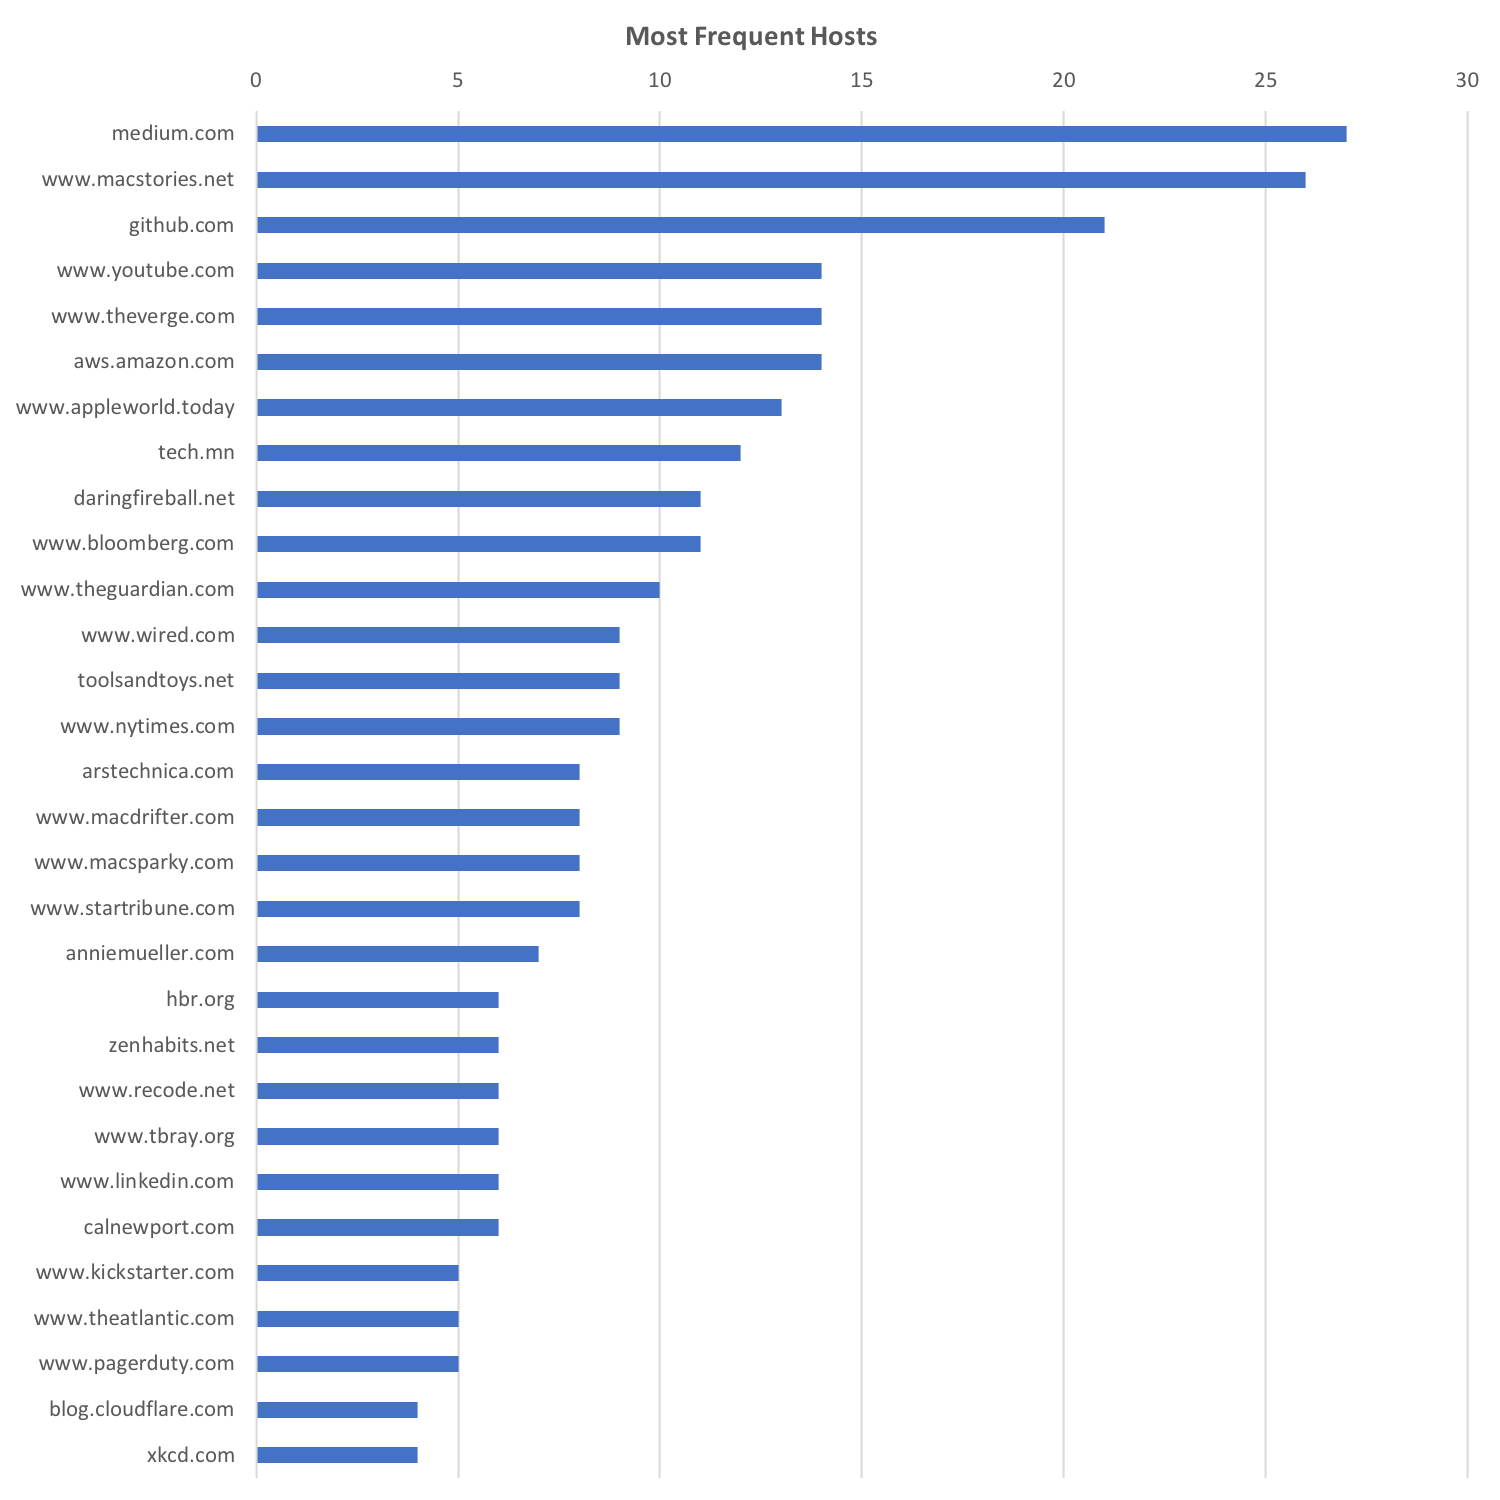 Most Frequent Hosts
0 5 10 15 20 25 30
medium.com
www.macstories.net
github.com
www.youtube.com
www.theverge.com
aws.amazon.com
www.appleworld.today
tech.mn
daringfireball.net
www.bloomberg.com
www.theguardian.com
www.wired.com
toolsandtoys.net
www.nytimes.com
arstechnica.com
www.macdrifter.com
www.macsparky.com
www.startribune.com
anniemueller.com
hbr.org
zenhabits.net
www.recode.net
www.tbray.org
www.linkedin.com
calnewport.com
www.kickstarter.com
www.theatlantic.com
www.pagerduty.com
blog.cloudflare.com
xkcd.com